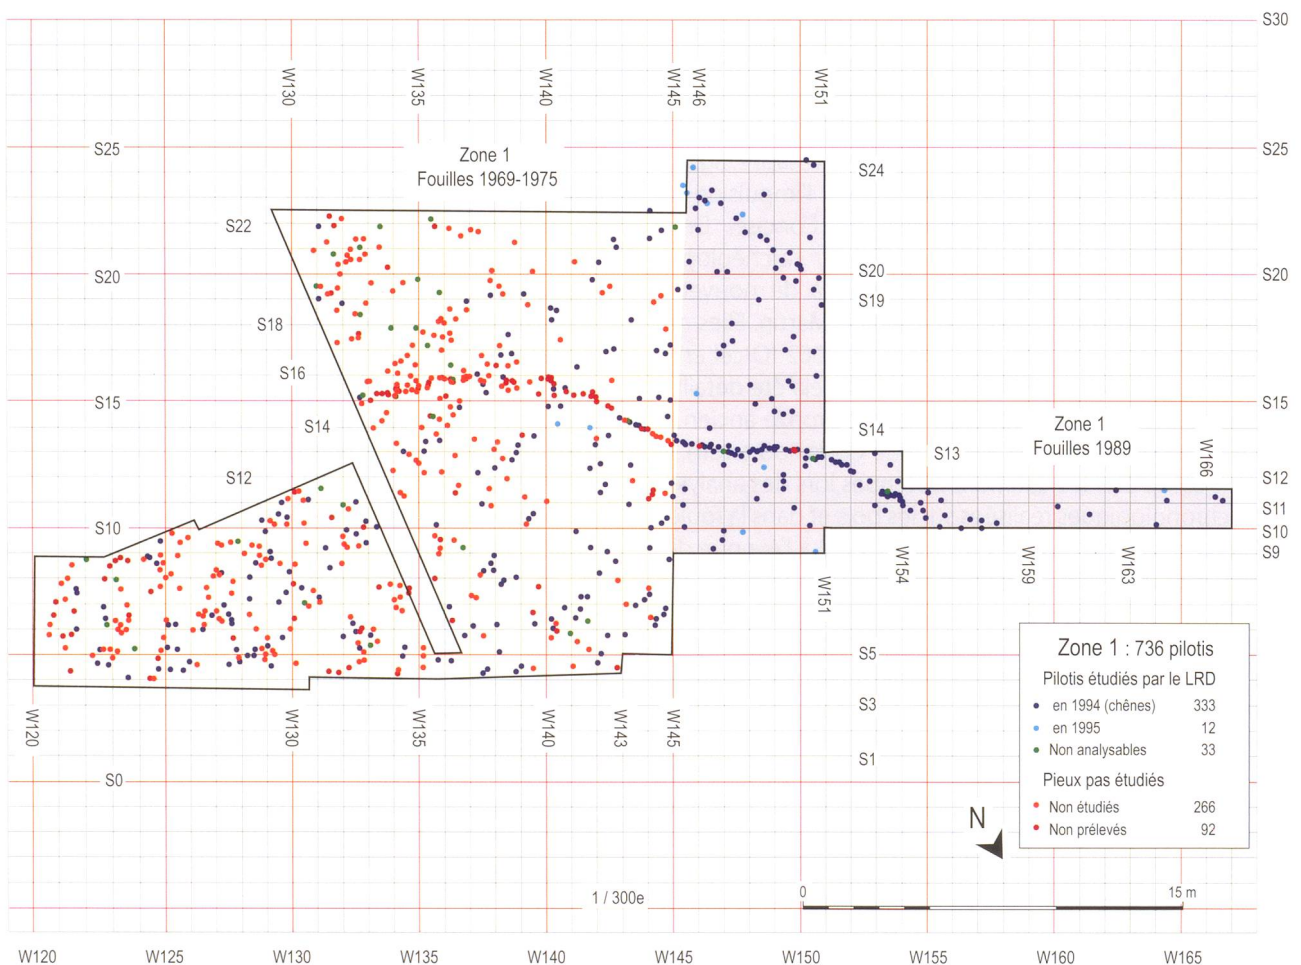 S30
W130
W135
W140
W145
W146
W151
S25
Zone 1
Fouilles 1969-1975
S25
S24
S22
S20
S20
S19
S18
S16
S15
S15
S14
S14
Zone 1
Fouilles 1989
W166
S13
S12
S12
S11
S10
S10
S9
W154
W159
W163
W151
S5
S3
S1
S0
W120
W130
W135
W140
W143
W145
Zone 1 : 736 pilotis
Pilotis étudiés par le LRD
en 1994 (chênes) 333
en 1995 12
Non analysables 33
Pieux pas étudiés
Non étudiés 266
Non prélevés 92
N
1 / 300e
0 15 m
W120 W125 W130 W135 W140 W145 W150 W155 W160 W165